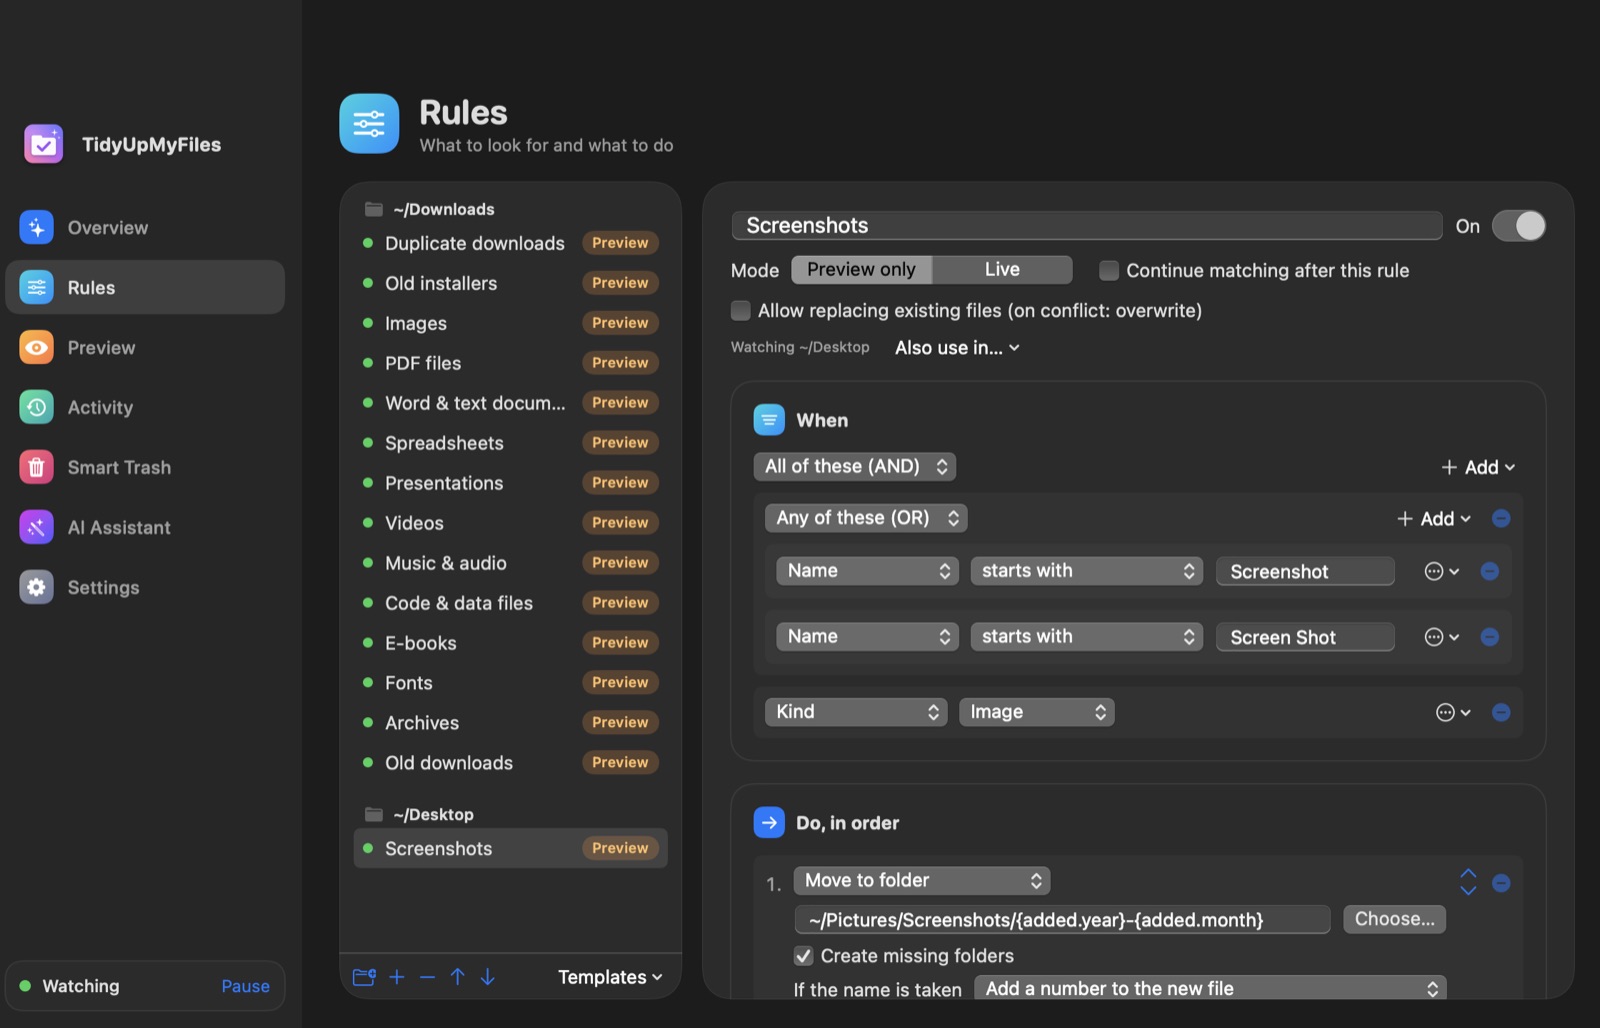 TidyUpMyFiles
Overview
Rules
Preview
Activity
Smart Trash
AI Assistant
Settings
Watching Pause
Rules
What to look for and what to do
~/Downloads
Duplicate downloads Preview
Old installers Preview
Images Preview
PDF files Preview
Word & text docum... Preview
Spreadsheets Preview
Presentations Preview
Videos Preview
Music & audio Preview
Code & data files Preview
E-books Preview
Fonts Preview
Archives Preview
Old downloads Preview
~/Desktop
Screenshots Preview
Templates
Screenshots On
Mode Preview only Live Continue matching after this rule
Allow replacing existing files (on conflict: overwrite)
Watching ~/Desktop Also use in...
When
All of these (AND) + Add
Any of these (OR) + Add
Name starts with Screenshot
Name starts with Screen Shot
Kind Image
Do, in order
1. Move to folder
~/Pictures/Screenshots/{added.year}-{added.month} Choose...
Create missing folders
If the name is taken Add a number to the new file